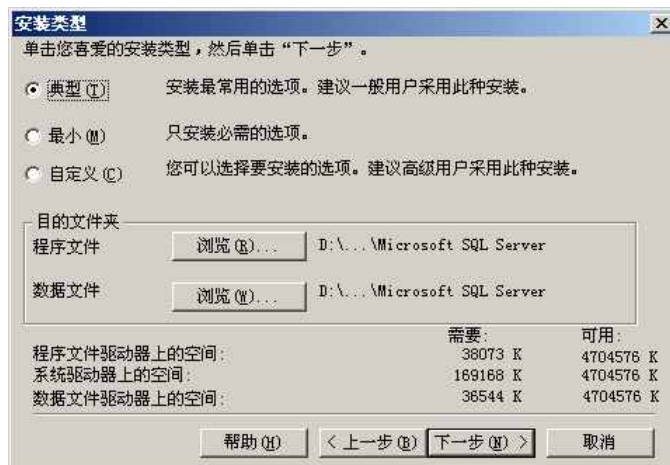 安装类型
单击您喜爱的安装类型，然后单击“下一步”。
典型(T) 安装最常用的选项。建议一般用户采用此种安装。
最小(M) 只安装必需的选项。
自定义(C) 您可以选择要安装的选项。建议高级用户采用此种安装。
目的文件夹
程序文件 浏览(R)... D:\...\Microsoft SQL Server
数据文件 浏览(W)... D:\...\Microsoft SQL Server
需要: 可用:
程序文件驱动器上的空间: 38073 K 4704576 K
系统驱动器上的空间: 169168 K 4704576 K
数据文件驱动器上的空间: 36544 K 4704576 K
帮助(H) < 上一步(B) 下一步(N) > 取消